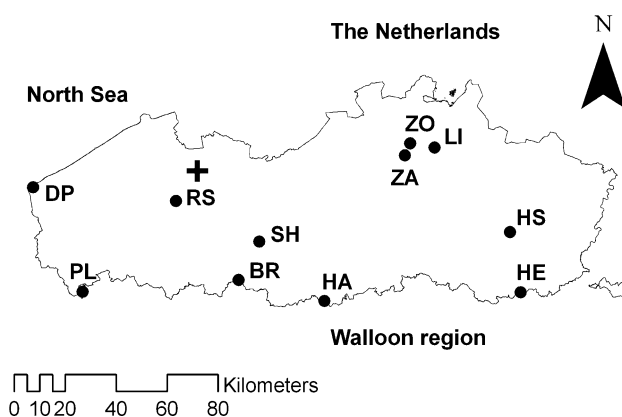 The Netherlands
N
North Sea
ZO
LI
ZA
DP
RS
HS
SH
PL
BR
HA
HE
Walloon region
Kilometers
0 10 20 40 60 80